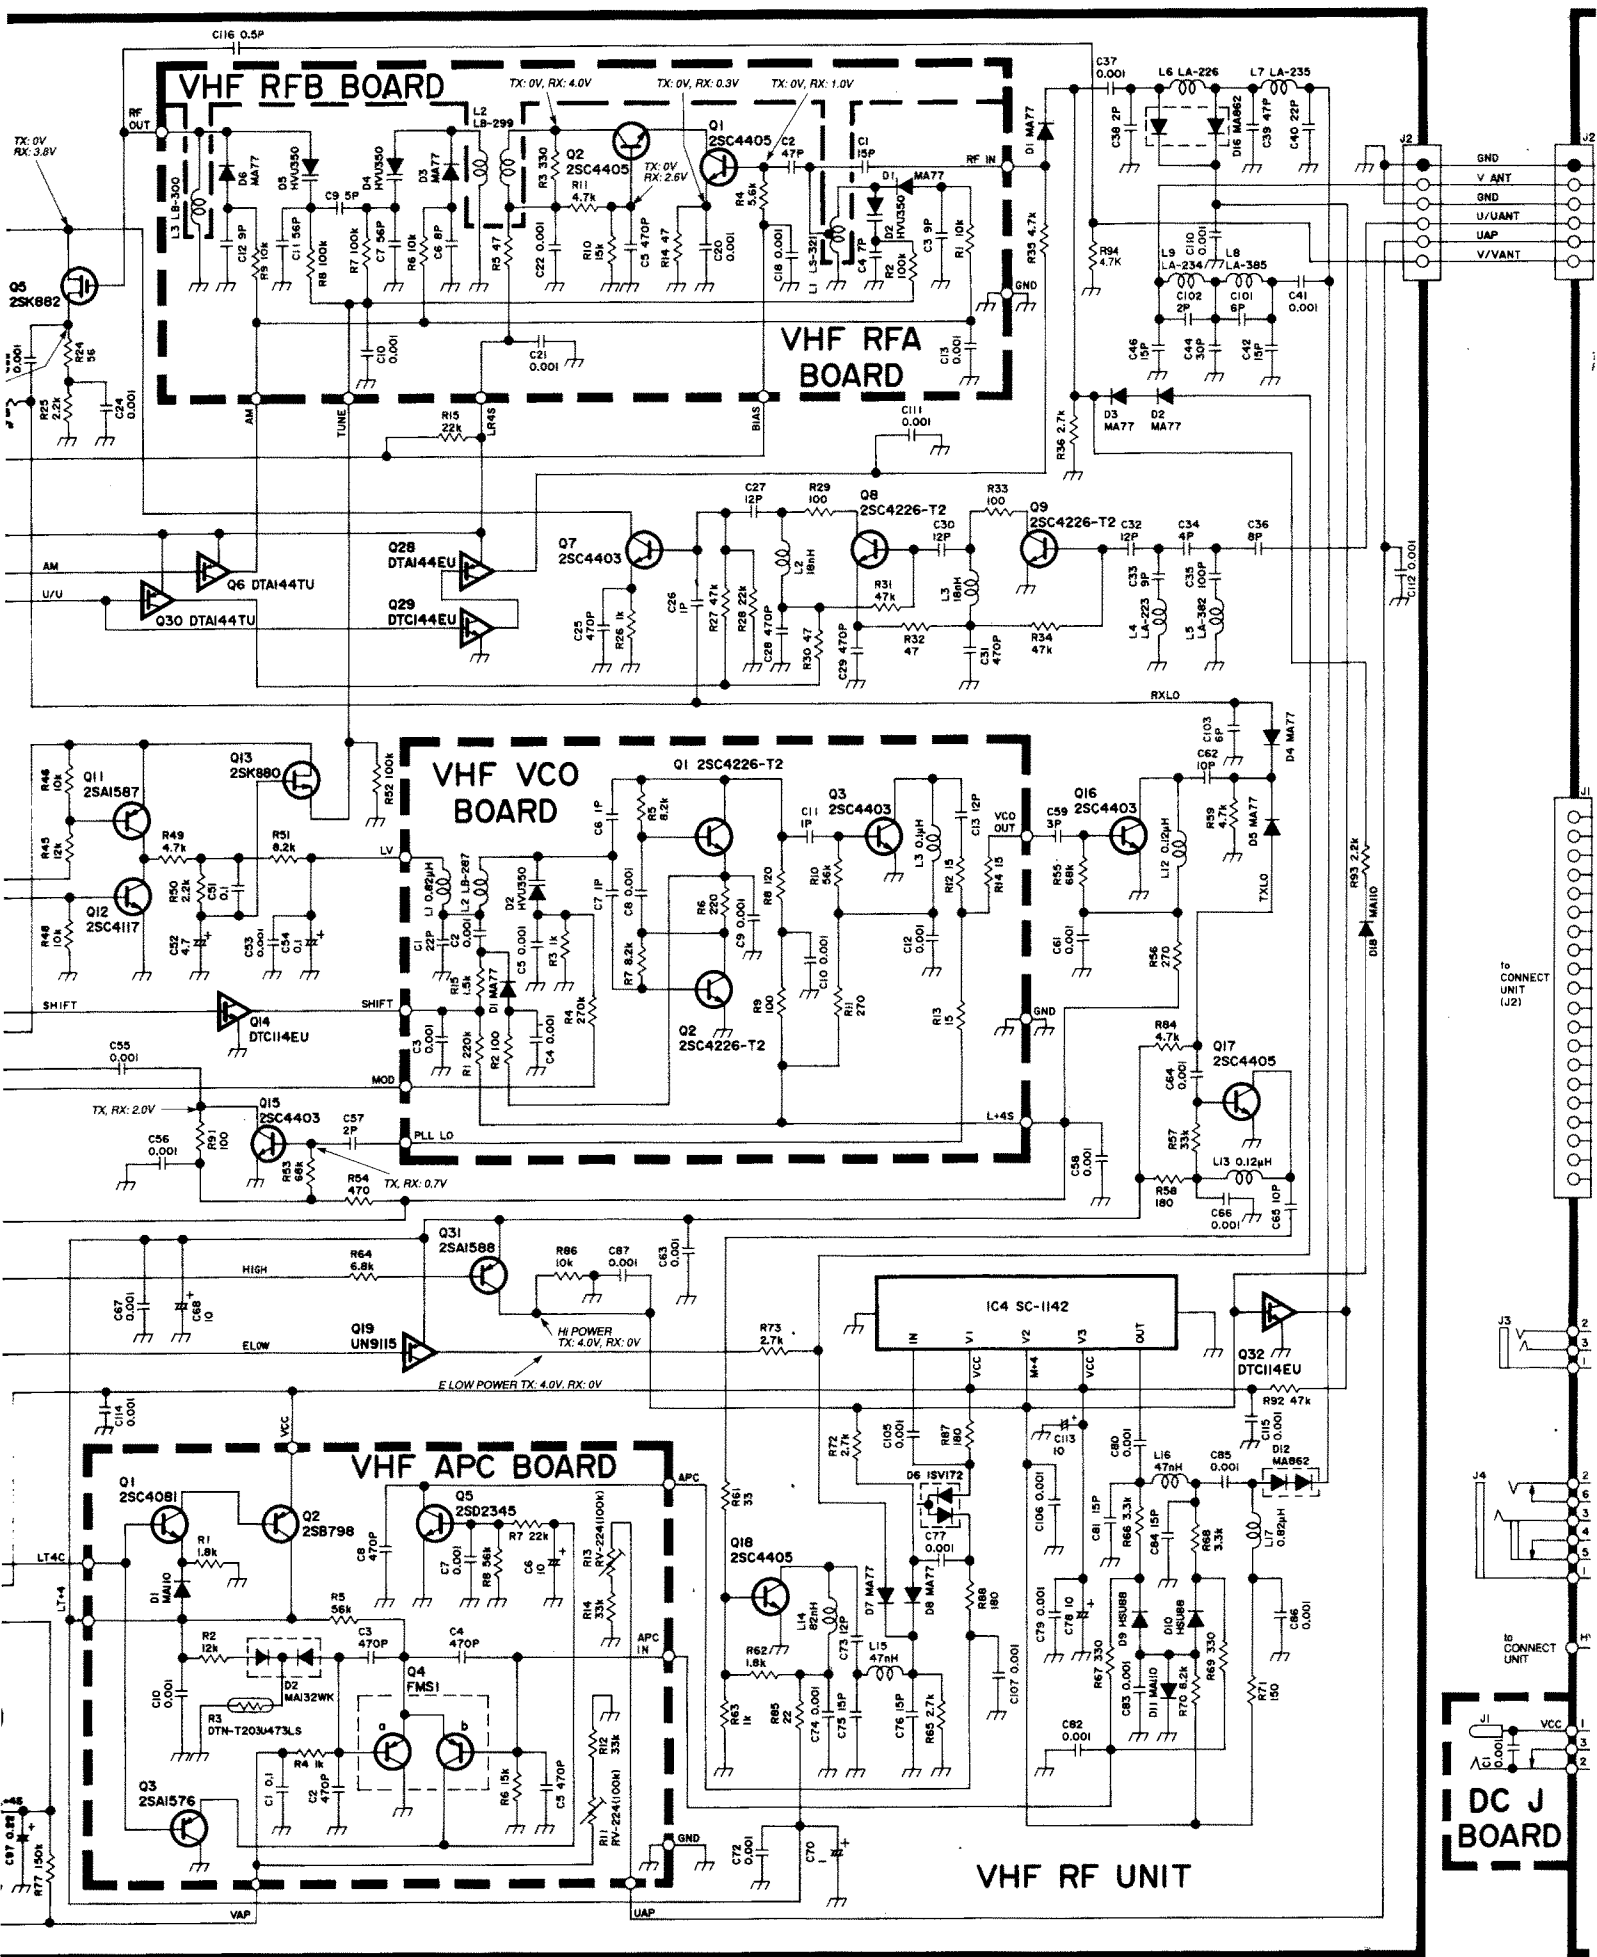 C116 0.5P
VHF RFB BOARD
RF
OUT
TX: 0V
RX: 3.8V
TX: 0V, RX: 4.0V
TX: 0V, RX: 0.3V
TX: 0V, RX: 1.0V
L2
LB-299
Q1
2SC4405
Q2
2SC4405
TX: 0V
RX: 2.6V
C2
47P
C1
15P
RF IN
D1 MA77
C37
0.001
L6 LA-226
L7 LA-235
C38 2P
D16 MA862
C39 47P
C40 22P
J2
J2
GND
V ANT
GND
U/UANT
UAP
V/VANT
L3 LB-300
D6
MA77
D5
HVU350
D4
HVU350
D3
MA77
C9 5P
R3 330
R11
4.7k
R4
5.6k
D1
MA77
D2
HVU350
C12 9P
R9 10k
C11 56P
R8 100k
R7 100k
C7 56P
R6 10k
C6 8P
R5 47
C22 0.001
R10
15k
C5 470P
R14 47
C20
0.001
C18 0.001
L1 LS-321
C4 7P
R2
100k
C3 9P
R1 10k
R35 4.7k
R94
4.7K
L9
LA-234
C110
0.001
L8
LA-385
C102
2P
C101
6P
C41
0.001
C46
15P
C44
30P
C42
15P
Q5
2SK882
R24
56
R25
2.2k
C24
0.001
C10
0.001
C21
0.001
VHF RFA
BOARD
C13
0.001
GND
AM
TUNE
LR4S
BIAS
R15
22k
C111
0.001
R36 2.7k
D3
MA77
D2
MA77
AM
U/U
Q6 DTA144TU
Q30 DTA144TU
Q28
DTA144EU
Q29
DTC144EU
Q7
2SC4403
C25
470P
R26 1k
C26
1P
R27 47k
R28 22k
C27
12P
R29
100
L2
18nH
C28 470P
R30 47
Q8
2SC4226-T2
R31
47k
R32
47
C29 470P
C30
12P
R33
100
L3
18nH
C31
470P
Q9
2SC4226-T2
R34
47k
C32
12P
C34
4P
C36
8P
C33
9P
C35
100P
L4
LA-223
L5
LA-382
C112 0.001
RXLO
R46
10k
R45
12k
R48
10k
Q11
2SA1587
Q12
2SC4117
Q13
2SK880
R49
4.7k
R50
2.2k
C51
0.1
R51
8.2k
C52
4.7
C53
0.001
C54
0.1
R52 100k
LV
VHF VCO
BOARD
Q1 2SC4226-T2
C6 1P
R5
8.2k
Q3
2SC4403
C11
1P
L3 0.1µH
C13 12P
VCO
OUT
C59
3P
Q16
2SC4403
C103
6P
C62
10P
D4 MA77
R59
4.7k
D5 MA77
L12 0.12µH
TXLO
L1 0.82µH
L2 LB-287
D2
HVU350
C7 1P
C8 0.001
R6
220
R8 120
R10
56k
R12 15
R14 15
R55
68k
C1
22P
C2
0.001
C5 0.001
R3 1k
R7 8.2k
C9 0.001
C10 0.001
C12
0.001
C61
0.001
R56
270
R93 2.2k
D18 MA110
R15
1.5k
D1 MA77
R4
270k
R9
100
R11
270
R13
15
GND
Q2
2SC4226-T2
SHIFT
Q14
DTC114EU
SHIFT
C3
0.001
R1 220k
R2 100
C4 0.001
C55
0.001
MOD
TX, RX: 2.0V
Q15
2SC4403
R91
100
C56
0.001
C57
2P
PLL LO
L+4S
R53
68k
TX, RX: 0.7V
R54
470
C58
0.001
R84
4.7k
Q17
2SC4405
C64
0.001
R57
33k
L13 0.12µH
R58
180
C66
0.001
C65 10P
to
CONNECT
UNIT
(J2)
J1
HIGH
R64
6.8k
Q31
2SA1588
R86
10k
C87
0.001
C63
0.001
C67
0.001
C68
10
ELOW
Q19
UN9115
HI POWER
TX: 4.0V, RX: 0V
E LOW POWER TX: 4.0V, RX: 0V
R73
2.7k
IC4 SC-1142
IN
V1
V2
V3
OUT
VCC
M+4
VCC
Q32
DTC114EU
R92 47k
C115
0.001
J3
2
3
1
C114
0.001
VCC
VHF APC BOARD
Q1
2SC4081
Q2
2SB798
Q5
2SD2345
APC
R72
2.7k
C105
0.001
R87
180
D6 1SV172
C113
10
C80
0.001
L16
47nH
C85
0.001
D12
MA862
R61
33
C106 0.001
C81 15P
R66 3.3k
C84 15P
R68
3.3k
L17
0.82µH
J4
2
6
3
4
5
1
LT4C
LT+4
R1
1.8k
D1
MA110
C8
470P
R7 22k
C7
0.001
R8 56k
C6
10
R13
RV-224(100k)
R14
33k
R5
56k
R2
12k
C3
470P
C4
470P
APC
IN
D2
MA132WK
Q4
FMS1
C10
0.001
R3
DTN-T203U473LS
a
b
R4 1k
C1 0.1
C2
470P
R6 15k
C5 470P
R12
33k
R11
RV-224(100k)
Q3
2SA1576
GND
Q18
2SC4405
R62
1.8k
R63
1k
L14
82nH
C73 12P
D7 MA77
D8 MA77
C77
0.001
L15
47nH
R88
180
R85
22
C74 0.001
C75 15P
C76 15P
R65 2.7k
C107 0.001
C79 0.001
C78 10
R67 330
D9 HSU88
D10
HSU88
C83 0.001
D11 MA110
R70 8.2k
R69 330
R71
150
C86
0.001
C82
0.001
C72
0.001
C70
C97 0.22
R77 150k
VAP
UAP
VHF RF UNIT
to
CONNECT
UNIT
J1
VCC
C1
0.001
1
3
2
DC J
BOARD